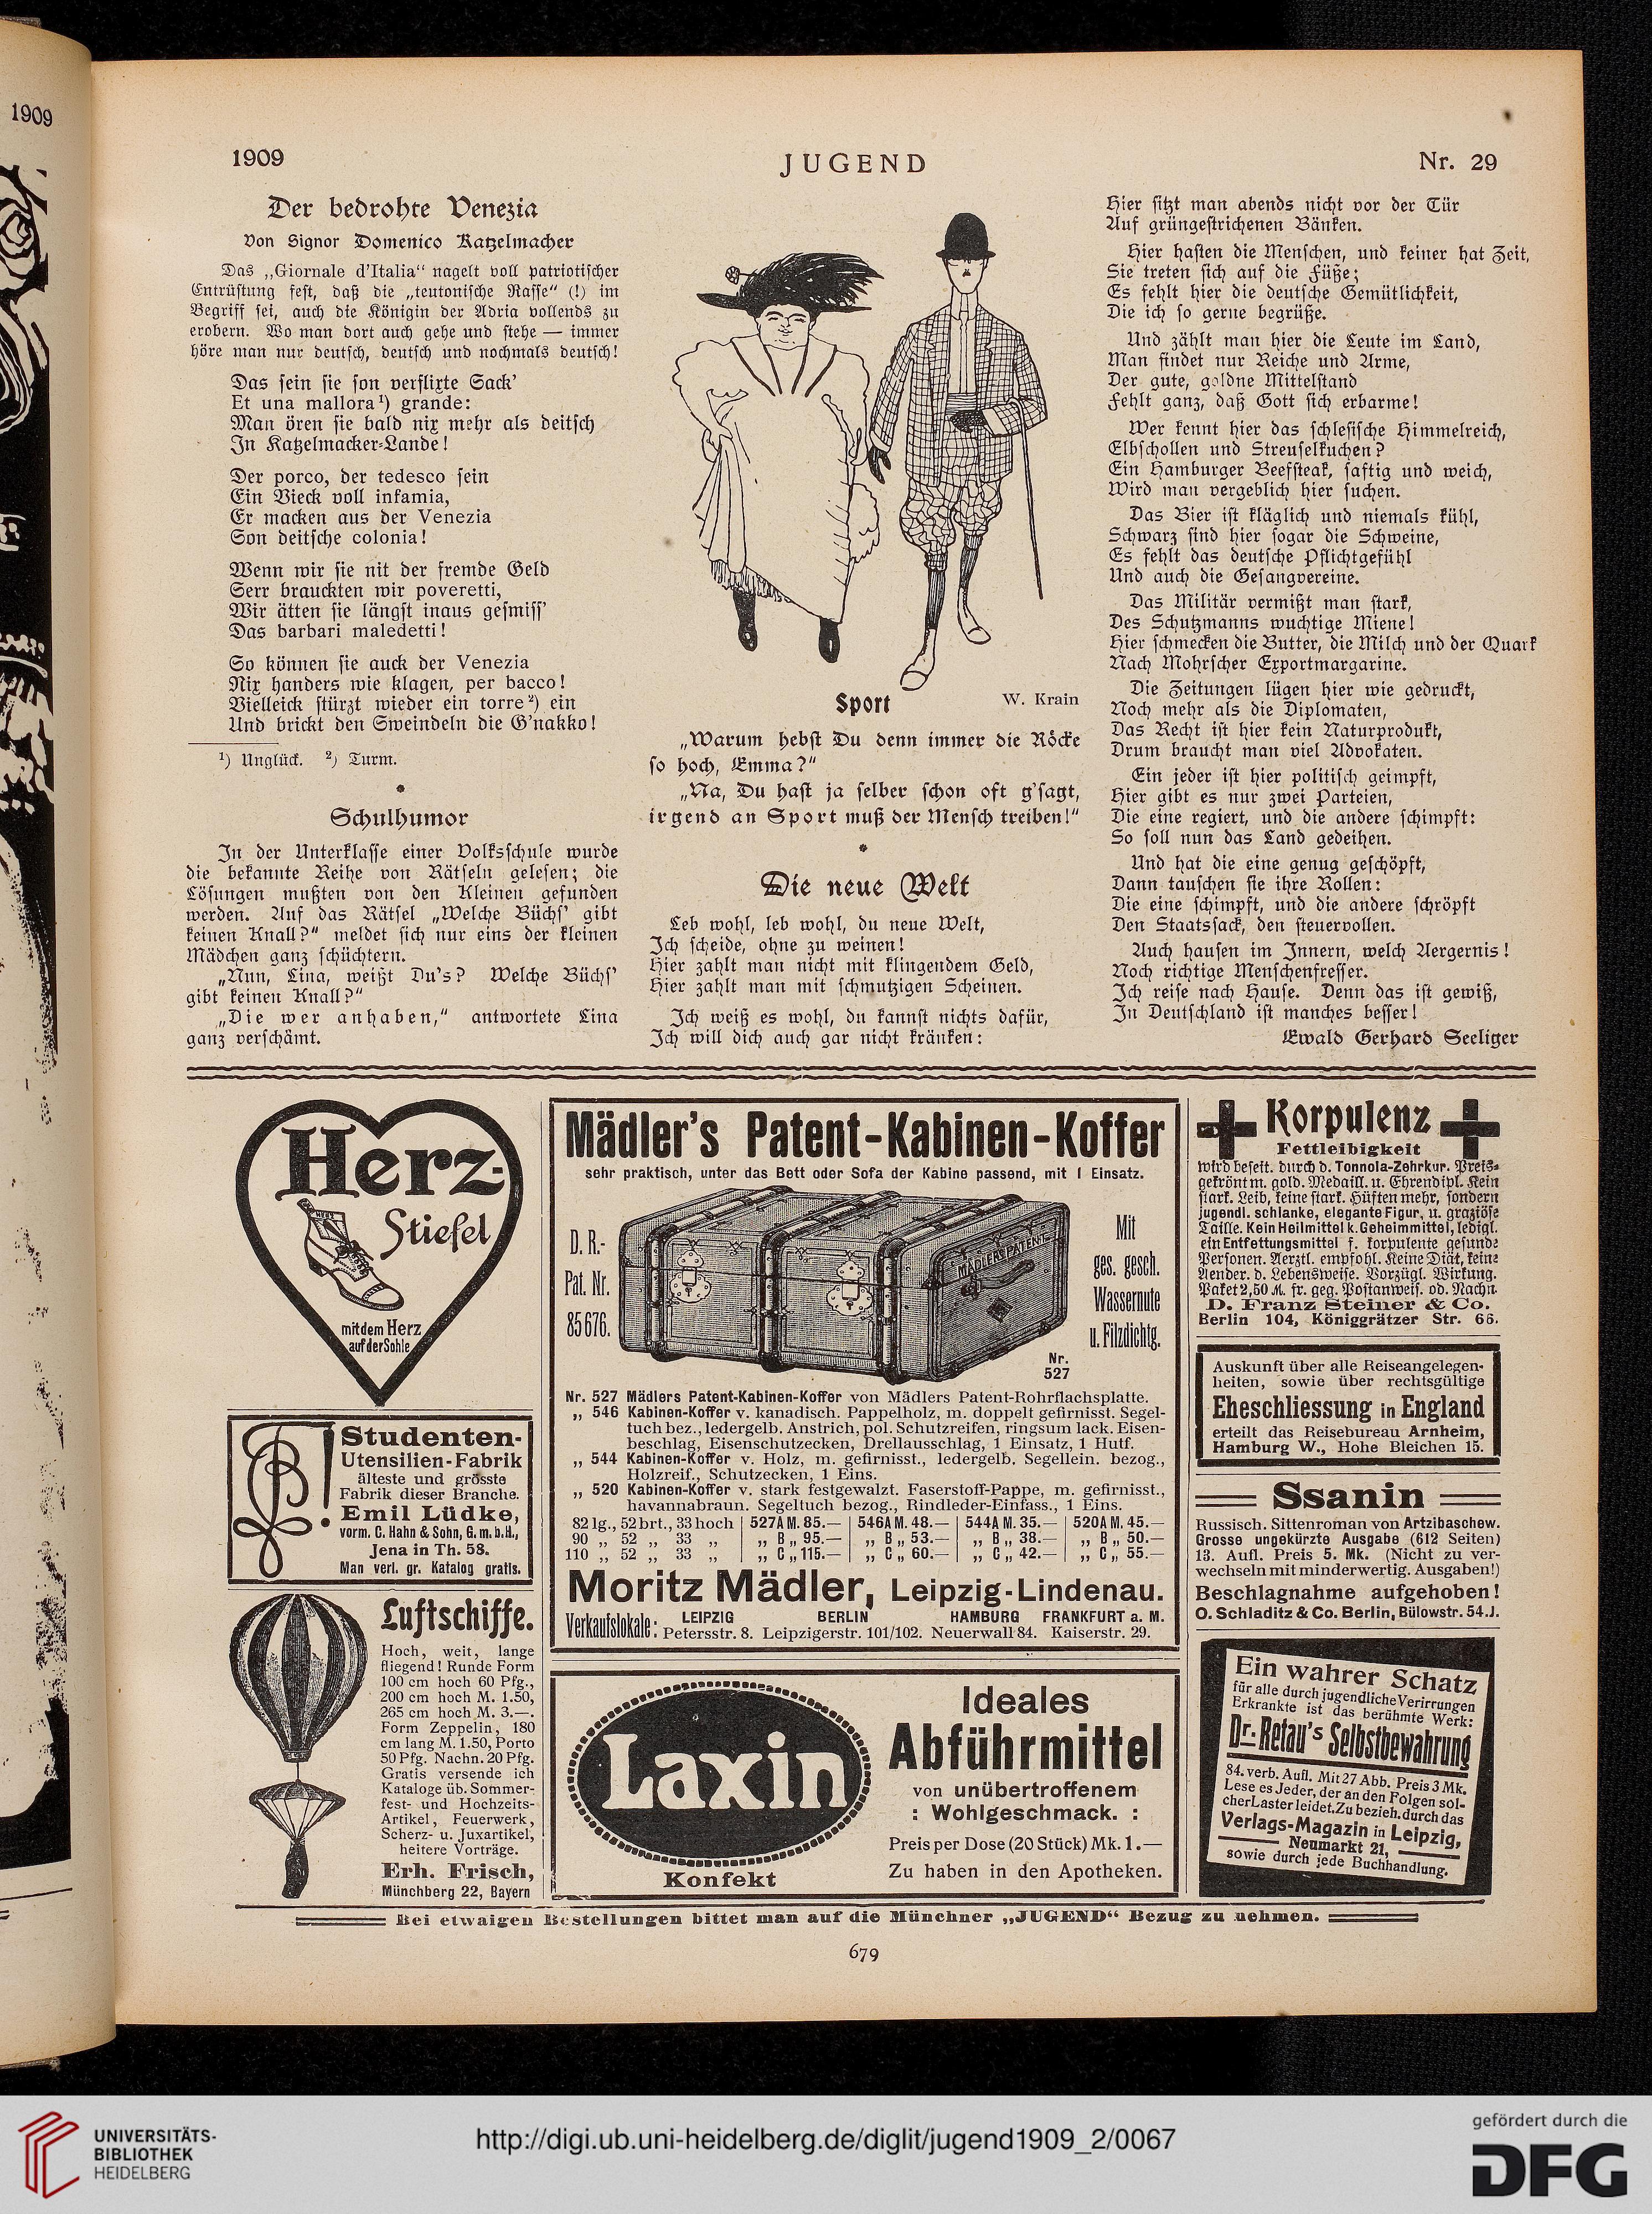 1909
1909
JUGEND
Nr. 29
Der bedrohte Venezia
Von Signor Domenico Katzelmacher
Das „Giornale d'Italia“ nagelt voll patriotischer
Entrüstung fest, daß die „teutonische Rasse“ (!) im
Begriff sei, auch die Königin der Adria vollends zu
erobern. Wo man dort auch gehe und stehe — immer
höre man nur deutsch, deutsch und nochmals deutsch!
Das sein sie son verflixte Sack'
Et una mallora¹) grande:
Man ören sie bald nix mehr als deitsch
In Katzelmacker-Lande!
Der porco, der tedesco sein
Ein Vieck voll infamia,
Er macken aus der Venezia
Son deitsche colonia!
Wenn wir sie nit der fremde Geld
Serr brauckten wir poveretti,
Wir ätten sie längst inaus gesmiss'
Das barbari maledetti!
So können sie auck der Venezia
Nix handers wie klagen, per bacco!
Vielleick stürzt wieder ein torre²) ein
Und brickt den Sweindeln die G'nakko!
¹) Unglück. ²) Turm.
Schulhumor
In der Unterklasse einer Volksschule wurde
die bekannte Reihe von Rätseln gelesen; die
Lösungen mußten von den Kleinen gefunden
werden. Auf das Rätsel „Welche Büchs' gibt
keinen Knall?“ meldet sich nur eins der kleinen
Mädchen ganz schüchtern.
„Nun, Lina, weißt Du's? Welche Büchs'
gibt keinen Knall?“
„Die wer anhaben,“ antwortete Lina
ganz verschämt.
Sport
W. Krain
„Warum hebst Du denn immer die Röcke
so hoch, Emma?“
„Na, Du hast ja selber schon oft g'sagt,
irgend an Sport muß der Mensch treiben!“
Die neue Welt
Leb wohl, leb wohl, du neue Welt,
Ich scheide, ohne zu weinen!
Hier zahlt man nicht mit klingendem Geld,
Hier zahlt man mit schmutzigen Scheinen.
Ich weiß es wohl, du kannst nichts dafür,
Ich will dich auch gar nicht kränken:
Hier sitzt man abends nicht vor der Tür
Auf grüngestrichenen Bänken.
Hier hasten die Menschen, und keiner hat Zeit,
Sie treten sich auf die Füße;
Es fehlt hier die deutsche Gemütlichkeit,
Die ich so gerne begrüße.
Und zählt man hier die Leute im Land,
Man findet nur Reiche und Arme,
Der gute, goldne Mittelstand
Fehlt ganz, daß Gott sich erbarme!
Wer kennt hier das schlesische Himmelreich,
Elbschollen und Streuselkuchen?
Ein Hamburger Beefsteak, saftig und weich,
Wird man vergeblich hier suchen.
Das Bier ist kläglich und niemals kühl,
Schwarz sind hier sogar die Schweine,
Es fehlt das deutsche Pflichtgefühl
Und auch die Gesangvereine.
Das Militär vermißt man stark,
Des Schutzmanns wuchtige Miene!
Hier schmecken die Butter, die Milch und der Quark
Nach Mohrscher Exportmargarine.
Die Zeitungen lügen hier wie gedruckt,
Noch mehr als die Diplomaten,
Das Recht ist hier kein Naturprodukt,
Drum braucht man viel Advokaten.
Ein jeder ist hier politisch geimpft,
Hier gibt es nur zwei Parteien,
Die eine regiert, und die andere schimpft:
So soll nun das Land gedeihen.
Und hat die eine genug geschöpft,
Dann tauschen sie ihre Rollen:
Die eine schimpft, und die andere schröpft
Den Staatssack, den steuervollen.
Auch hausen im Innern, welch Aergernis!
Noch richtige Menschenfresser.
Ich reise nach Hause. Denn das ist gewiß,
In Deutschland ist manches besser!
Ewald Gerhard Seeliger
Herz-
Stiefel
mit dem Herz
auf der Sohle
Studenten-
Utensilien-Fabrik
älteste und grösste
Fabrik dieser Branche.
Emil Lüdke,
vorm. C. Hahn & Sohn, G. m. b. H.,
Jena in Th. 58.
Man verl. gr. Katalog gratis.
Luftschiffe.
Hoch, weit, lange
fliegend! Runde Form
100 cm hoch 60 Pfg.,
200 cm hoch M. 1.50,
265 cm hoch M. 3.—.
Form Zeppelin, 180
cm lang M. 1.50, Porto
50 Pfg. Nachn. 20 Pfg.
Gratis versende ich
Kataloge üb. Sommer-
fest- und Hochzeits-
Artikel, Feuerwerk,
Scherz- u. Juxartikel,
heitere Vorträge.
Erh. Frisch,
Münchberg 22, Bayern
Mädler's Patent-Kabinen-Koffer
sehr praktisch, unter das Bett oder Sofa der Kabine passend, mit 1 Einsatz.
D. R.-
Pat. Nr.
85676.
MÄDLERS PATENT
Mit
ges. gesch.
Wassernute
u. Filzdichtg.
Nr.
527
Nr. 527 Mädlers Patent-Kabinen-Koffer von Mädlers Patent-Rohrflachsplatte.
„ 546 Kabinen-Koffer v. kanadisch. Pappelholz, m. doppelt gefirnisst. Segel-
tuch bez., ledergelb. Anstrich, pol. Schutzreifen, ringsum lack. Eisen-
beschlag, Eisenschutzecken, Drellausschlag, 1 Einsatz, 1 Hutf.
„ 544 Kabinen-Koffer v. Holz, m. gefirnisst., ledergelb. Segellein. bezog.,
Holzreif., Schutzecken, 1 Eins.
„ 520 Kabinen-Koffer v. stark festgewalzt. Faserstoff-Pappe, m. gefirnisst.,
havannabraun. Segeltuch bezog., Rindleder-Einfass., 1 Eins.
82 lg., 52 brt., 33 hoch | 527A M. 85.— | 546A M. 48.— | 544A M. 35.— | 520A M. 45.—
90 „ 52 „ 33 „ | „ B „ 95.— | „ B „ 53.— | „ B „ 38.— | „ B „ 50.—
110 „ 52 „ 33 „ | „ C „ 115.— | „ C „ 60.— | „ C „ 42.— | „ C „ 55.—
Moritz Mädler, Leipzig-Lindenau.
Verkaufslokale: LEIPZIG BERLIN HAMBURG FRANKFURT a. M.
Petersstr. 8. Leipzigerstr. 101/102. Neuerwall 84. Kaiserstr. 29.
Laxin
Konfekt
Ideales
Abführmittel
von unübertroffenem
: Wohlgeschmack. :
Preis per Dose (20 Stück) Mk. 1.—
Zu haben in den Apotheken.
Korpulenz
Fettleibigkeit
wird beseit. durch d. Tonnola-Zehrkur. Preis-
gekrönt m. gold. Medaill. u. Ehrendipl. Kein
stark. Leib, keine stark. Hüften mehr, sondern
jugendl. schlanke, elegante Figur, u. graziöse
Taille. Kein Heilmittel k. Geheimmittel, ledigl.
ein Entfettungsmittel f. korpulente gesunde
Personen. Aerztl. empfohl. Keine Diät, keine
Aender. d. Lebensweise. Vorzügl. Wirkung.
Paket 2,50 M. fr. geg. Postanweis. od. Nachn.
D. Franz Steiner & Co.
Berlin 104, Königgrätzer Str. 66.
Auskunft über alle Reiseangelegen-
heiten, sowie über rechtsgültige
Eheschliessung in England
erteilt das Reisebureau Arnheim,
Hamburg W., Hohe Bleichen 15.
Ssanin
Russisch. Sittenroman von Artzibaschew.
Grosse ungekürzte Ausgabe (612 Seiten)
13. Aufl. Preis 5. Mk. (Nicht zu ver-
wechseln mit minderwertig. Ausgaben!)
Beschlagnahme aufgehoben!
O. Schladitz & Co. Berlin, Bülowstr. 54. J.
Ein wahrer Schatz
für alle durch jugendliche Verirrungen
Erkrankte ist das berühmte Werk:
Dr. Retau's Selbstbewahrung
84. verb. Aufl. Mit 27 Abb. Preis 3 Mk.
Lese es Jeder, der an den Folgen sol-
cher Laster leidet. Zu bezieh. durch das
Verlags-Magazin in Leipzig,
Neumarkt 21,
sowie durch jede Buchhandlung.
Bei etwaigen Bestellungen bittet man auf die Münchner „JUGEND“ Bezug zu nehmen.
679
UNIVERSITÄTS-
BIBLIOTHEK
HEIDELBERG
http://digi.ub.uni-heidelberg.de/diglit/jugend1909_2/0067
gefördert durch die
DFG